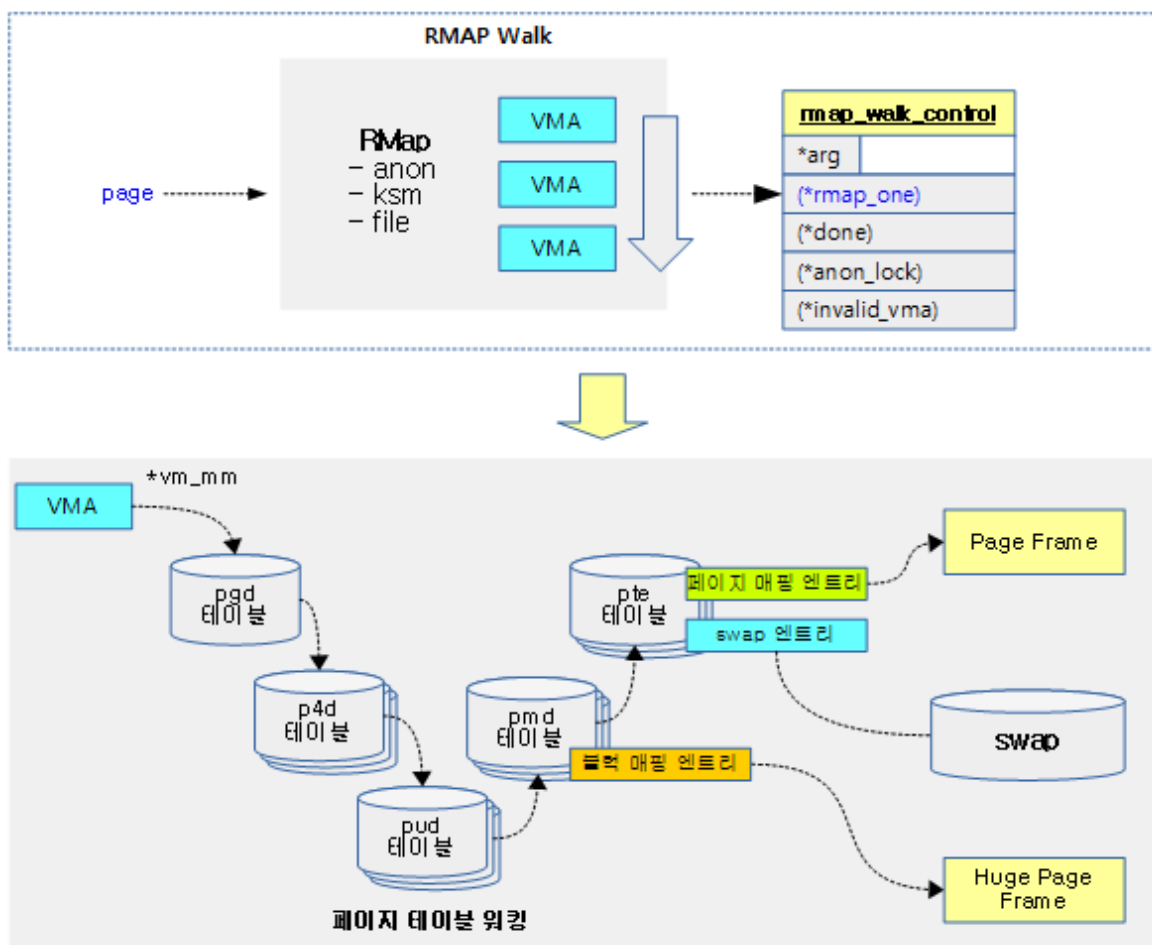 RMAP Walk
page
RMap
- anon
- ksm
- file
VMA
VMA
VMA
rmap_walk_control
*arg
(*rmap_one)
(*done)
(*anon_lock)
(*invalid_vma)
VMA
*vm_mm
pgd
테이블
p4d
테이블
pud
테이블
pmd
테이블
블럭 매핑 엔트리
pte
테이블
페이지 매핑 엔트리
swap 엔트리
Page Frame
swap
Huge Page
Frame
페이지 테이블 워킹